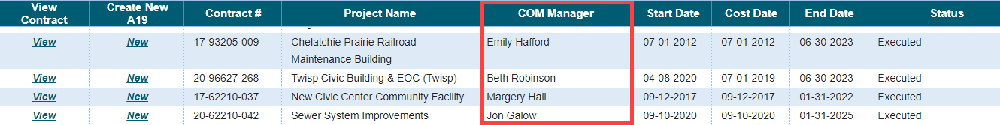 View Contract Create New A19 Contract # Project Name COM Manager Start Date Cost Date End Date Status
View New 17-93205-009 Chelatchie Prairie Railroad Emily Hafford 07-01-2012 07-01-2012 06-30-2023 Executed
Maintenance Building
View New 20-96627-268 Twisp Civic Building & EOC (Twisp) Beth Robinson 04-08-2020 07-01-2019 06-30-2023 Executed
View New 17-62210-037 New Civic Center Community Facility Margery Hall 09-12-2017 09-12-2017 01-31-2022 Executed
View New 20-62210-042 Sewer System Improvements Jon Galow 09-10-2020 09-10-2020 01-31-2025 Executed